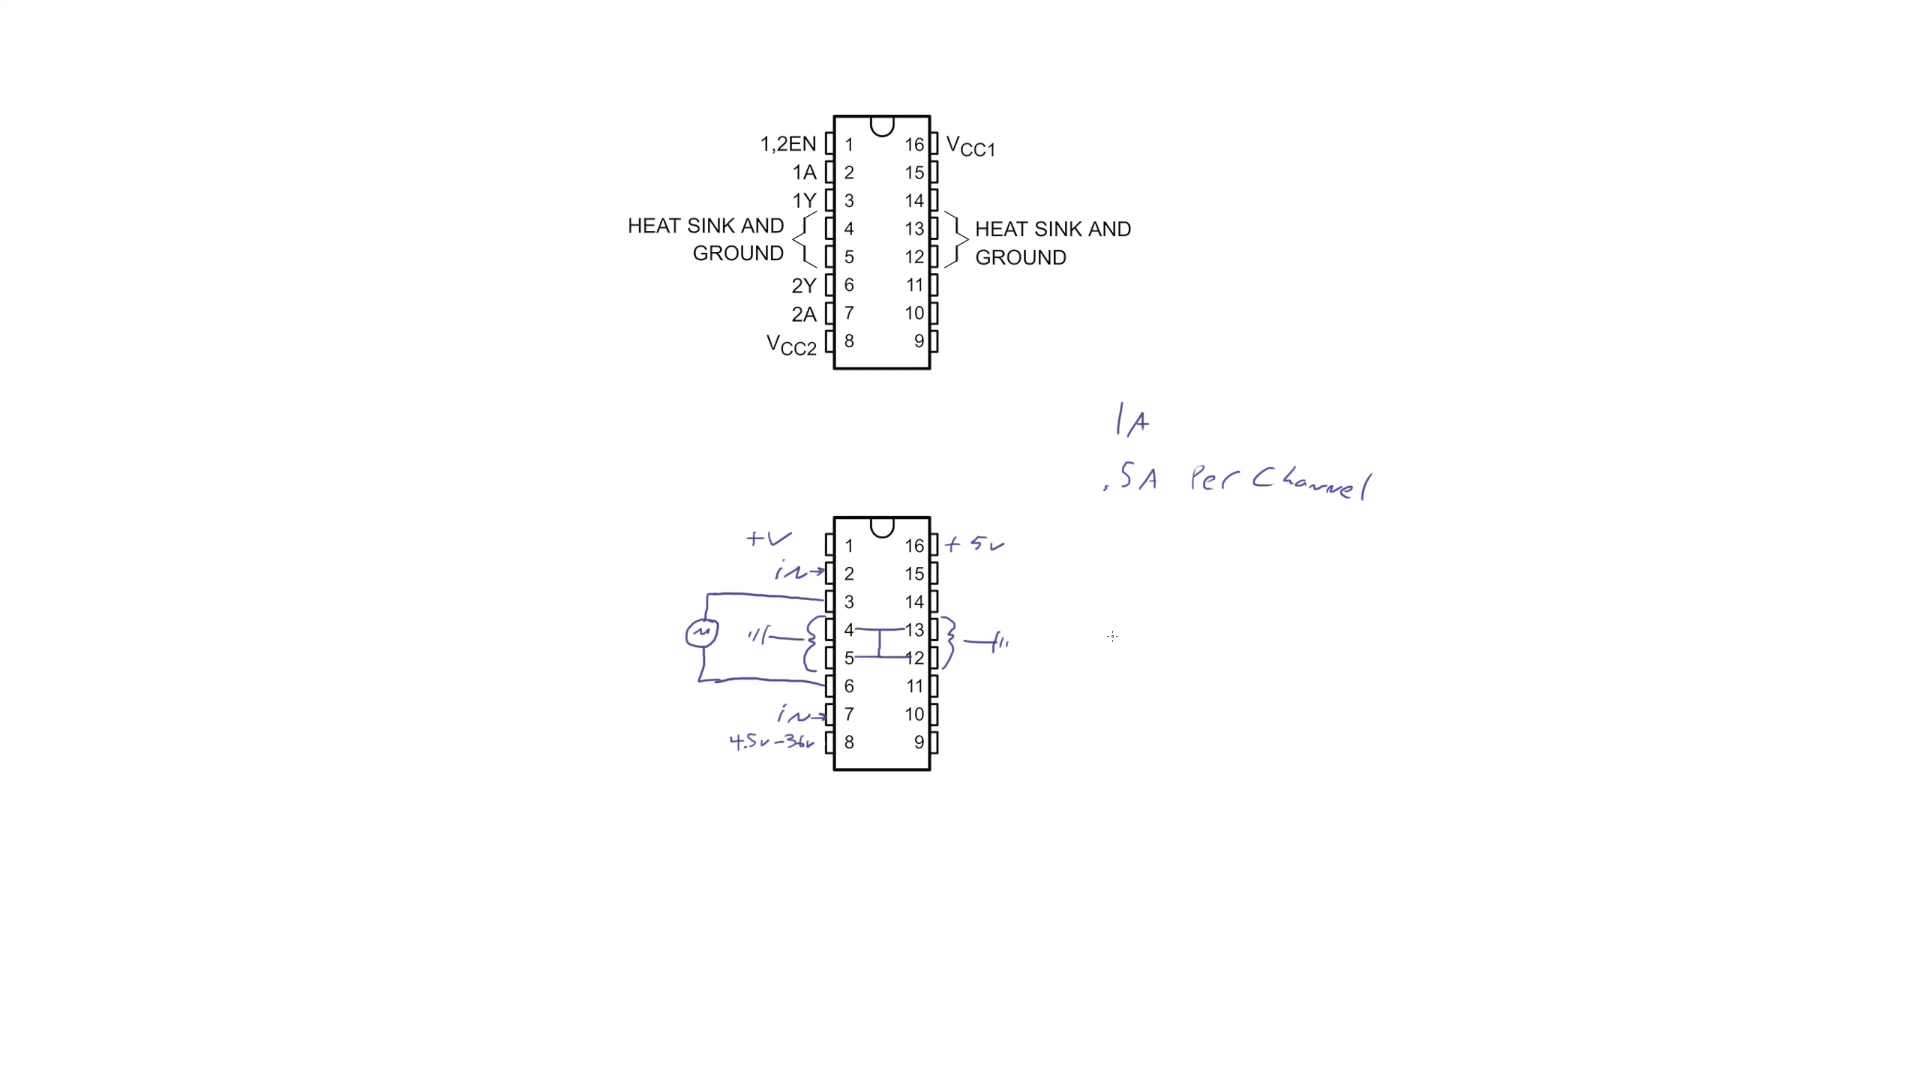 1,2EN 1 16 VCC1
1A 2 15
1Y 3 14
HEAT SINK AND GROUND 4 13 HEAT SINK AND GROUND
5 12
2Y 6 11
2A 7 10
VCC2 8 9
1A
.5A Per Channel
+V 1 16 +5v
in 2 15
3 14
M 4 13
5 12
6 11
in 7 10
4.5v-36v 8 9